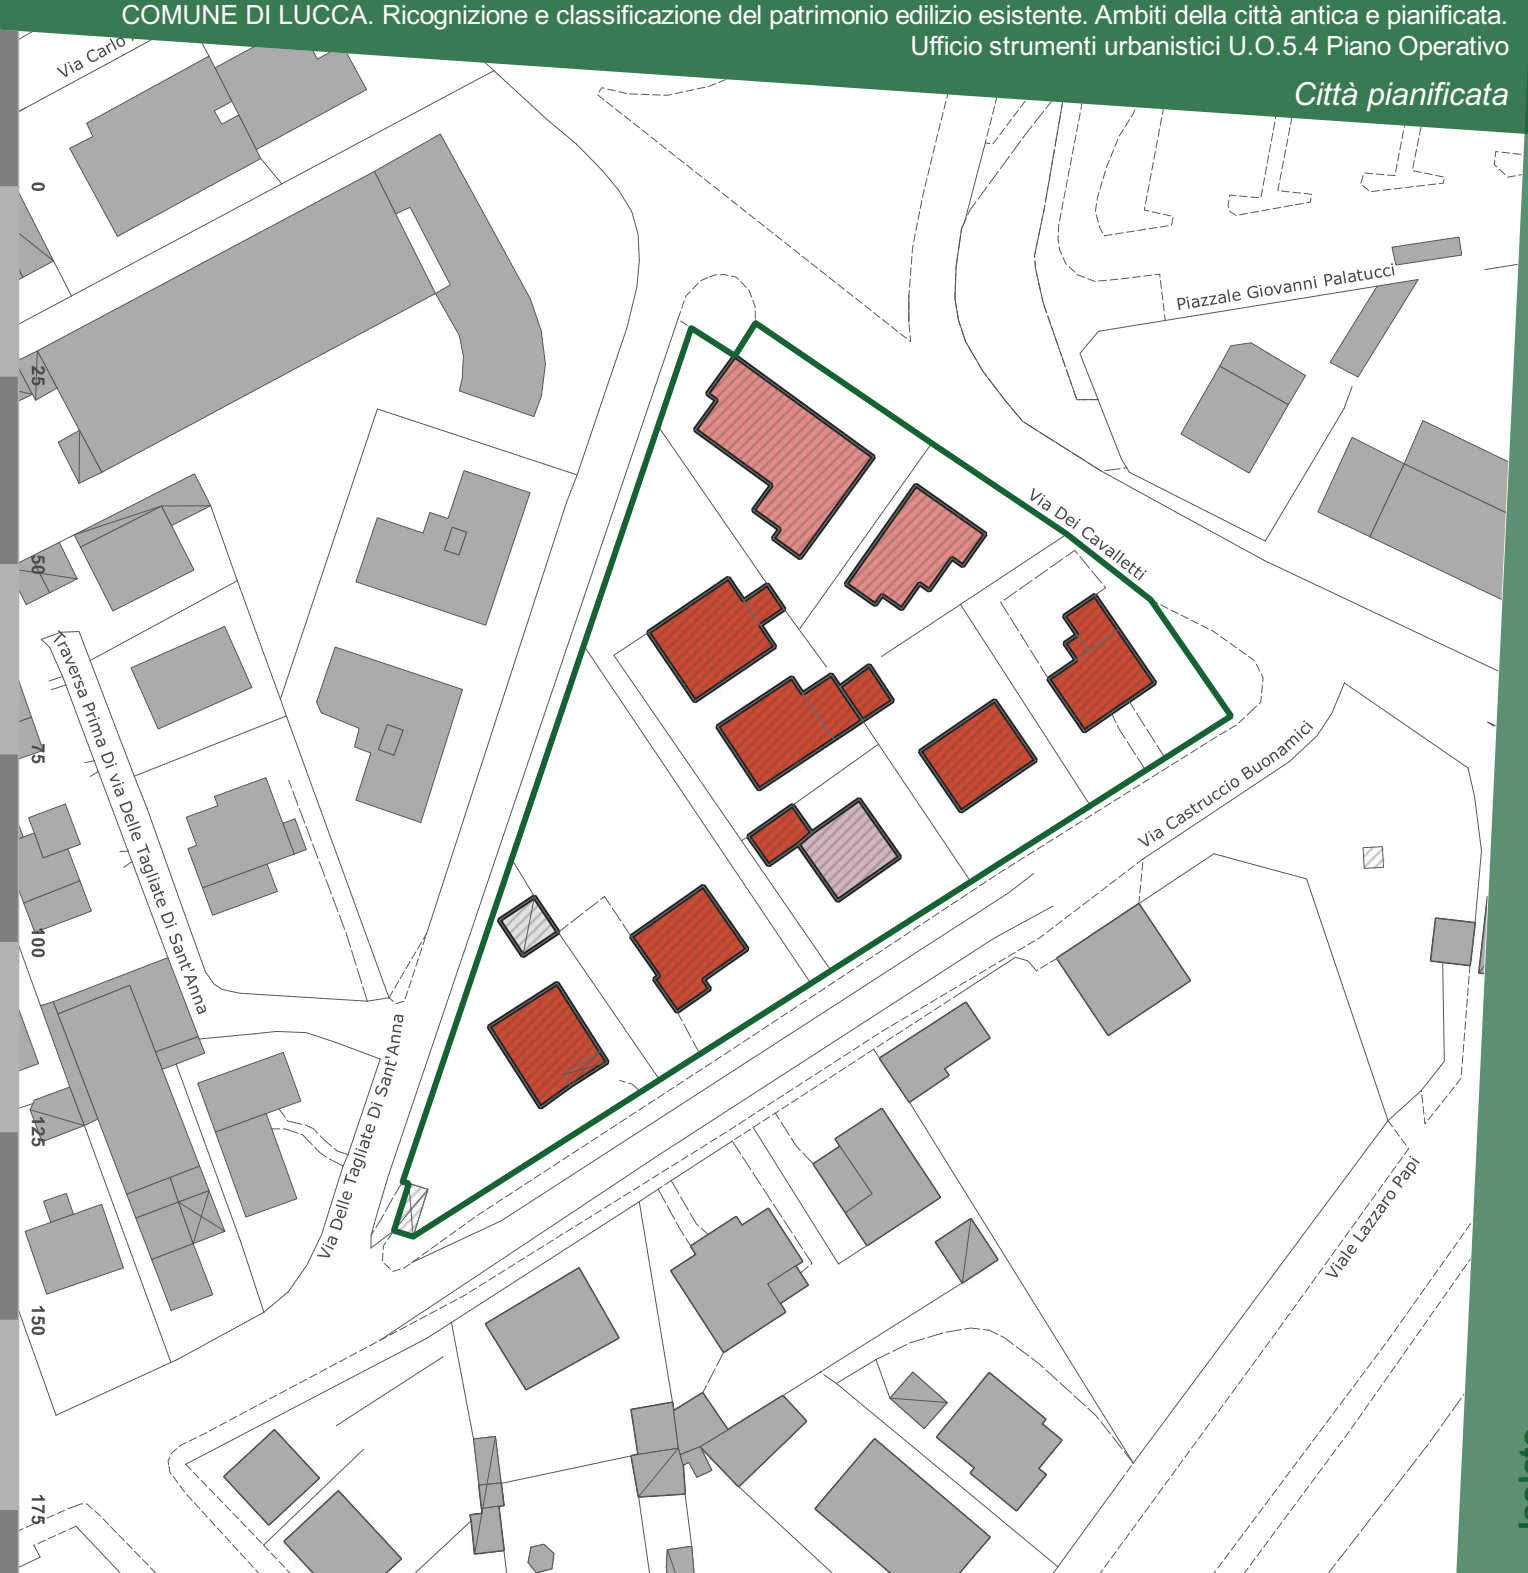 COMUNE DI LUCCA. Ricognizione e classificazione del patrimonio edilizio esistente. Ambiti della città antica e pianificata.
Ufficio strumenti urbanistici U.O.5.4 Piano Operativo
Città pianificata
Via Carlo
0
25
50
75
100
125
150
175
Piazzale Giovanni Palatucci
Via Dei Cavalletti
Traversa Prima Di via Delle Tagliate Di Sant'Anna
Via Castruccio Buonamici
Via Delle Tagliate Di Sant'Anna
Viale Lazzaro Papi